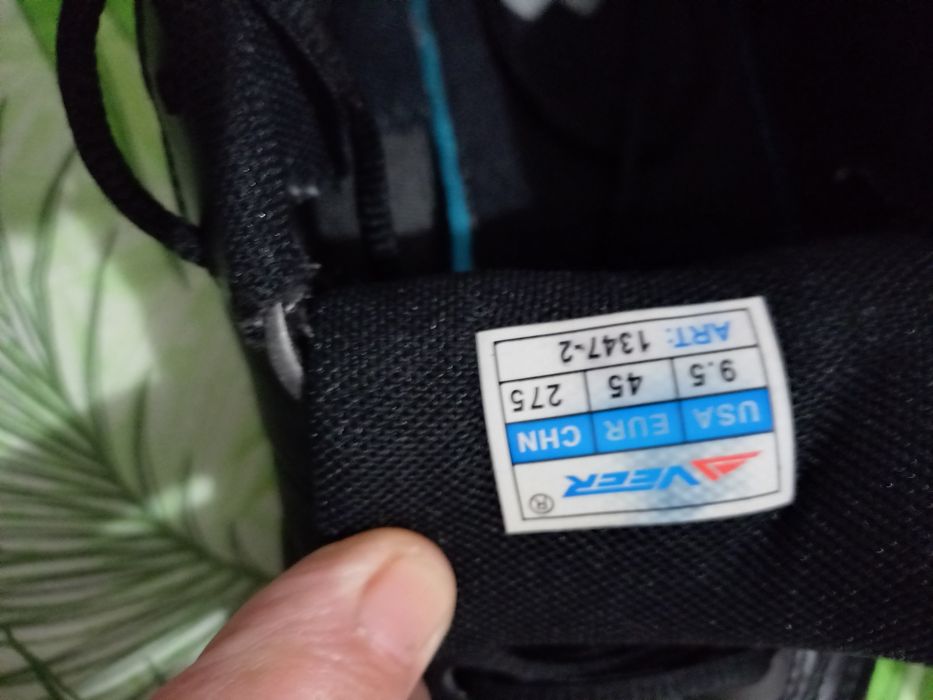 VEER ®
USA EUR CHN
9.5 45 275
ART: 1347-2